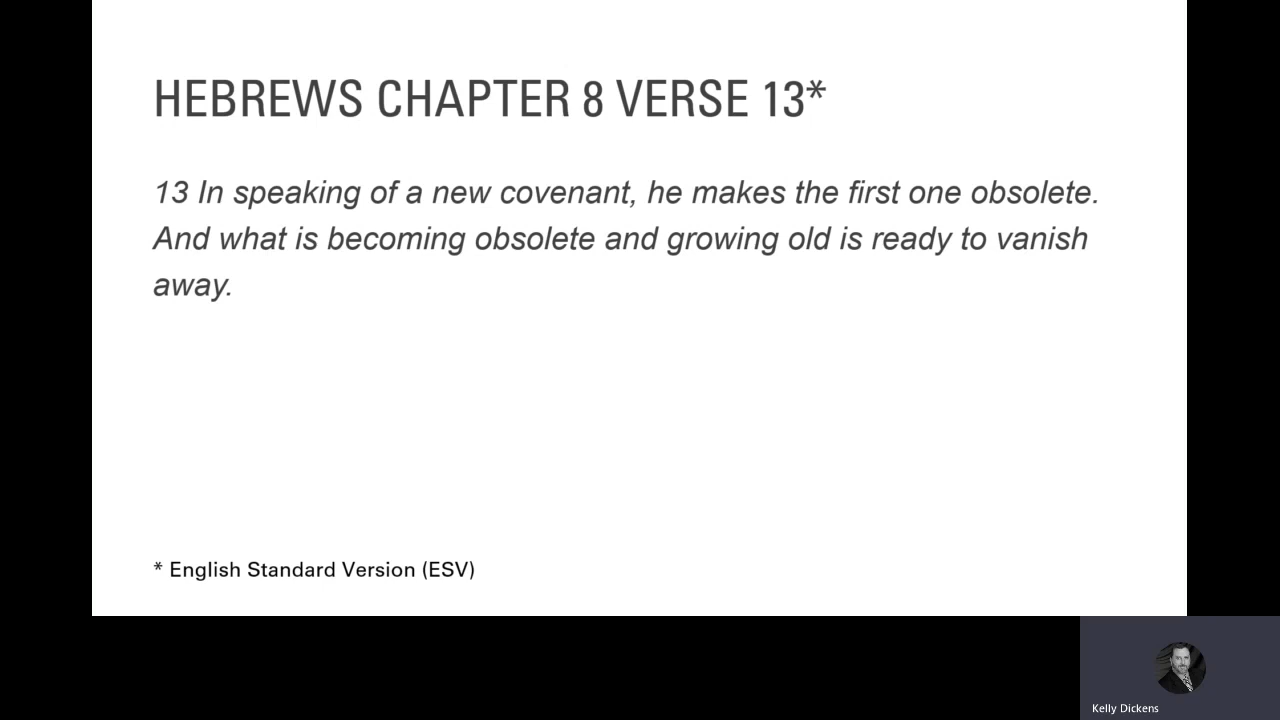 HEBREWS CHAPTER 8 VERSE 13*
13 In speaking of a new covenant, he makes the first one obsolete.
And what is becoming obsolete and growing old is ready to vanish
away.
* English Standard Version (ESV)
Kelly Dickens